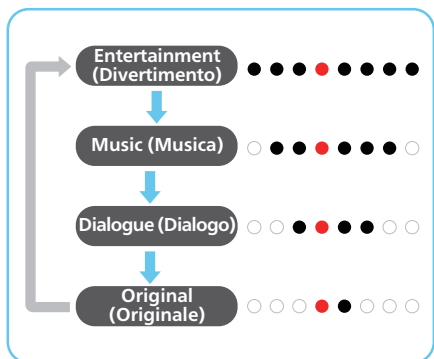 Entertainment
(Divertimento)
Music (Musica)
Dialogue (Dialogo)
Original
(Originale)